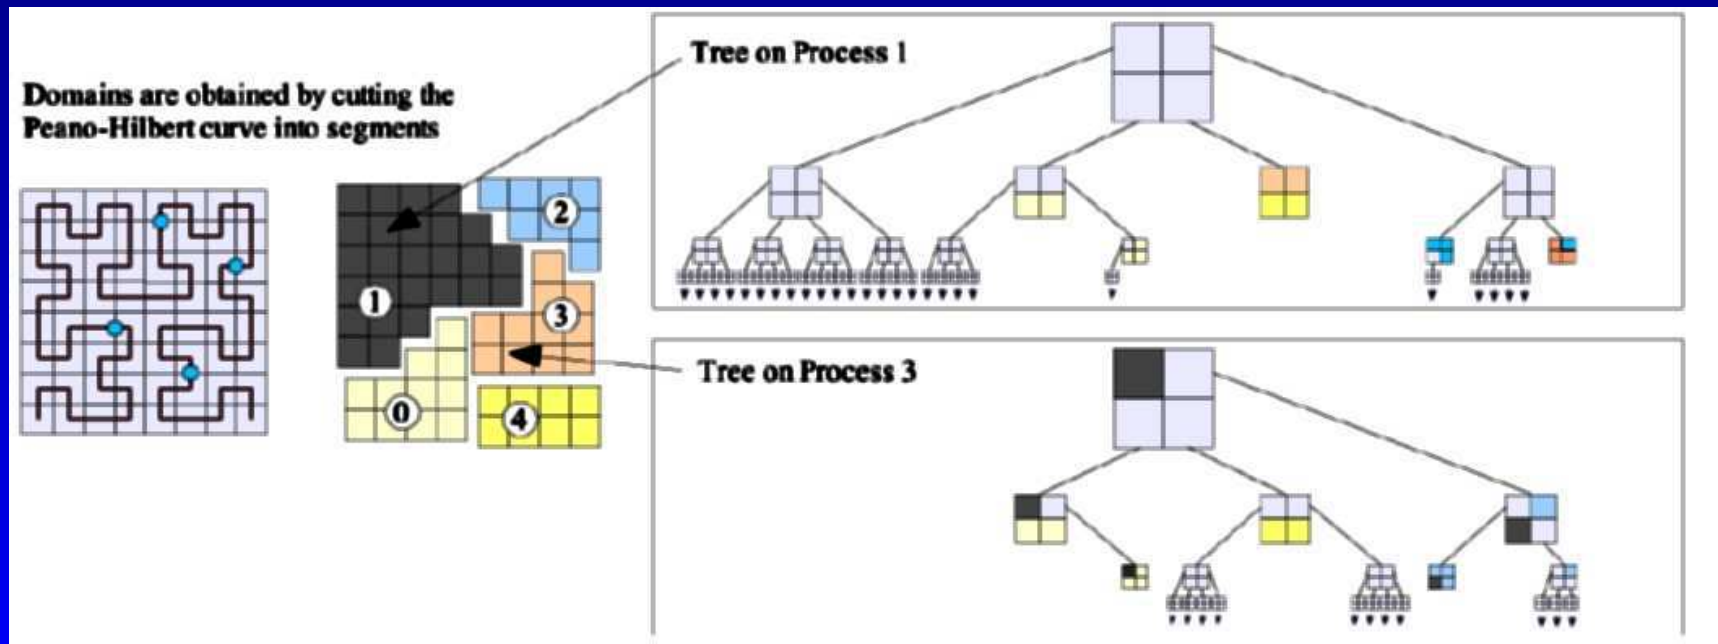 Domains are obtained by cutting the
Peano-Hilbert curve into segments
Tree on Process 1
2
1
3
0
4
Tree on Process 3